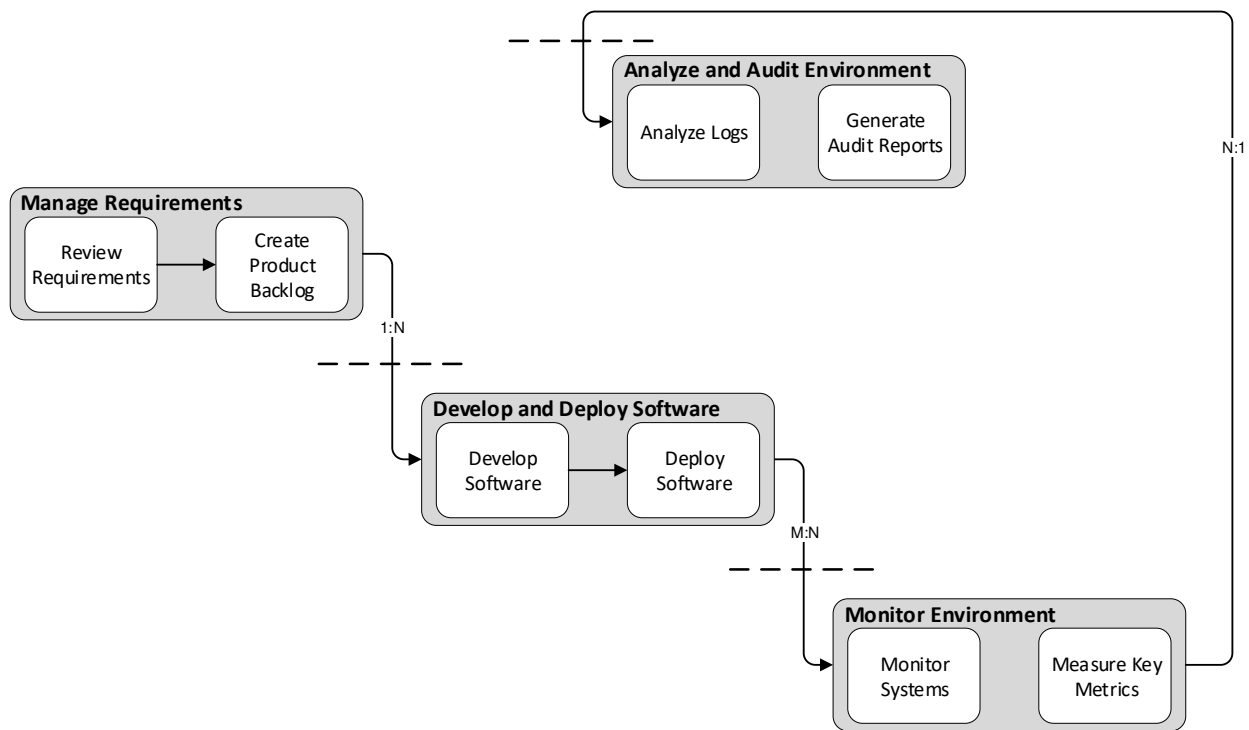 Analyze and Audit Environment
Analyze Logs
Generate
Audit Reports
N:1
Manage Requirements
Review
Requirements
Create
Product
Backlog
1:N
Develop and Deploy Software
Develop
Software
Deploy
Software
M:N
Monitor Environment
Monitor
Systems
Measure Key
Metrics